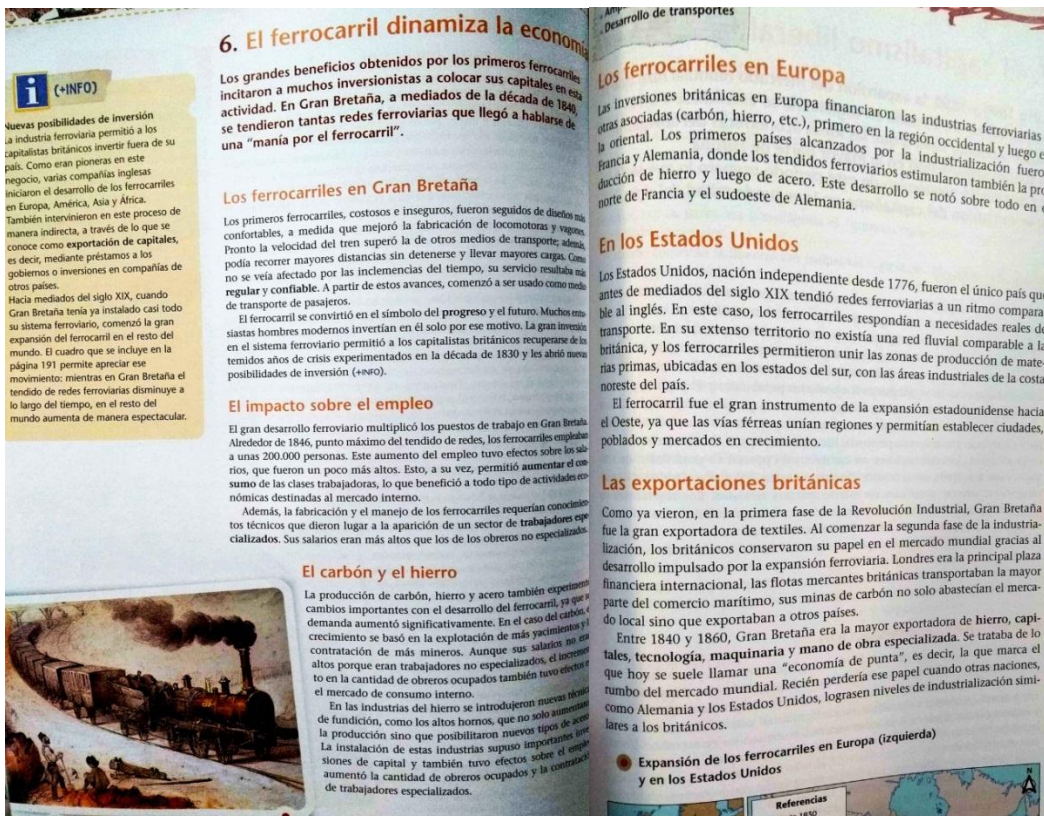 6. El ferrocarril dinamiza la economía
Los grandes beneficios obtenidos por los primeros ferrocarriles
incitaron a muchos inversionistas a colocar sus capitales en esta
actividad. En Gran Bretaña, a mediados de la década de 1840,
se tendieron tantas redes ferroviarias que llegó a hablarse de
una “manía por el ferrocarril”.
i (+INFO)
Nuevas posibilidades de inversión
La industria ferroviaria permitió a los
capitalistas británicos invertir fuera de su
país. Como eran pioneras en este
negocio, varias compañías inglesas
iniciaron el desarrollo de los ferrocarriles
en Europa, América, Asia y África.
También intervinieron en este proceso de
manera indirecta, a través de lo que se
conoce como exportación de capitales,
es decir, mediante préstamos a los
gobiernos o inversiones en compañías de
otros países.
Hacia mediados del siglo XIX, cuando
Gran Bretaña tenía ya instalado casi todo
su sistema ferroviario, comenzó la gran
expansión del ferrocarril en el resto del
mundo. El cuadro que se incluye en la
página 191 permite apreciar ese
movimiento: mientras en Gran Bretaña el
tendido de redes ferroviarias disminuye a
lo largo del tiempo, en el resto del
mundo aumenta de manera espectacular.
Los ferrocarriles en Gran Bretaña
Los primeros ferrocarriles, costosos e inseguros, fueron seguidos de diseños más
confortables, a medida que mejoró la fabricación de locomotoras y vagones.
Pronto la velocidad del tren superó la de otros medios de transporte; además,
podía recorrer mayores distancias sin detenerse y llevar mayores cargas. Como
no se veía afectado por las inclemencias del tiempo, su servicio resultaba más
regular y confiable. A partir de estos avances, comenzó a ser usado como medio
de transporte de pasajeros.
El ferrocarril se convirtió en el símbolo del progreso y el futuro. Muchos entu-
siastas hombres modernos invertían en él solo por ese motivo. La gran inversión
en el sistema ferroviario permitió a los capitalistas británicos recuperarse de los
temidos años de crisis experimentados en la década de 1830 y les abrió nuevas
posibilidades de inversión (+INFO).
El impacto sobre el empleo
El gran desarrollo ferroviario multiplicó los puestos de trabajo en Gran Bretaña.
Alrededor de 1846, punto máximo del tendido de redes, los ferrocarriles empleaban
a unas 200.000 personas. Este aumento del empleo tuvo efectos sobre los sala-
rios, que fueron un poco más altos. Esto, a su vez, permitió aumentar el con-
sumo de las clases trabajadoras, lo que benefició a todo tipo de actividades eco-
nómicas destinadas al mercado interno.
Además, la fabricación y el manejo de los ferrocarriles requerían conocimien-
tos técnicos que dieron lugar a la aparición de un sector de trabajadores espe-
cializados. Sus salarios eran más altos que los de los obreros no especializados.
El carbón y el hierro
La producción de carbón, hierro y acero también experimentó
cambios importantes con el desarrollo del ferrocarril, ya que su
demanda aumentó significativamente. En el caso del carbón, el
crecimiento se basó en la explotación de más yacimientos y la
contratación de más mineros. Aunque sus salarios no eran
altos porque eran trabajadores no especializados, el incremen-
to en la cantidad de obreros ocupados también tuvo efectos en
el mercado de consumo interno.
En las industrias del hierro se introdujeron nuevas técnicas
de fundición, como los altos hornos, que no solo aumentaron
la producción sino que posibilitaron nuevos tipos de acero.
La instalación de estas industrias supuso importantes inver-
siones de capital y también tuvo efectos sobre el empleo:
aumentó la cantidad de obreros ocupados y la contratación
de trabajadores especializados.
Desarrollo de transportes
Los ferrocarriles en Europa
Las inversiones británicas en Europa financiaron las industrias ferroviarias
otras asociadas (carbón, hierro, etc.), primero en la región occidental y luego e
la oriental. Los primeros países alcanzados por la industrialización fuero
Francia y Alemania, donde los tendidos ferroviarios estimularon también la pro
ducción de hierro y luego de acero. Este desarrollo se notó sobre todo en e
norte de Francia y el sudoeste de Alemania.
En los Estados Unidos
Los Estados Unidos, nación independiente desde 1776, fueron el único país que
antes de mediados del siglo XIX tendió redes ferroviarias a un ritmo compara-
ble al inglés. En este caso, los ferrocarriles respondían a necesidades reales de
transporte. En su extenso territorio no existía una red fluvial comparable a la
británica, y los ferrocarriles permitieron unir las zonas de producción de mate-
rias primas, ubicadas en los estados del sur, con las áreas industriales de la costa
noreste del país.
El ferrocarril fue el gran instrumento de la expansión estadounidense hacia
el Oeste, ya que las vías férreas unían regiones y permitían establecer ciudades,
poblados y mercados en crecimiento.
Las exportaciones británicas
Como ya vieron, en la primera fase de la Revolución Industrial, Gran Bretaña
fue la gran exportadora de textiles. Al comenzar la segunda fase de la industria-
lización, los británicos conservaron su papel en el mercado mundial gracias al
desarrollo impulsado por la expansión ferroviaria. Londres era la principal plaza
financiera internacional, las flotas mercantes británicas transportaban la mayor
parte del comercio marítimo, sus minas de carbón no solo abastecían el merca-
do local sino que exportaban a otros países.
Entre 1840 y 1860, Gran Bretaña era la mayor exportadora de hierro, capi-
tales, tecnología, maquinaria y mano de obra especializada. Se trataba de lo
que hoy se suele llamar una “economía de punta”, es decir, la que marca el
rumbo del mercado mundial. Recién perdería ese papel cuando otras naciones,
como Alemania y los Estados Unidos, lograsen niveles de industrialización simi-
lares a los británicos.
Expansión de los ferrocarriles en Europa (izquierda)
y en los Estados Unidos
Referencias
1850
N